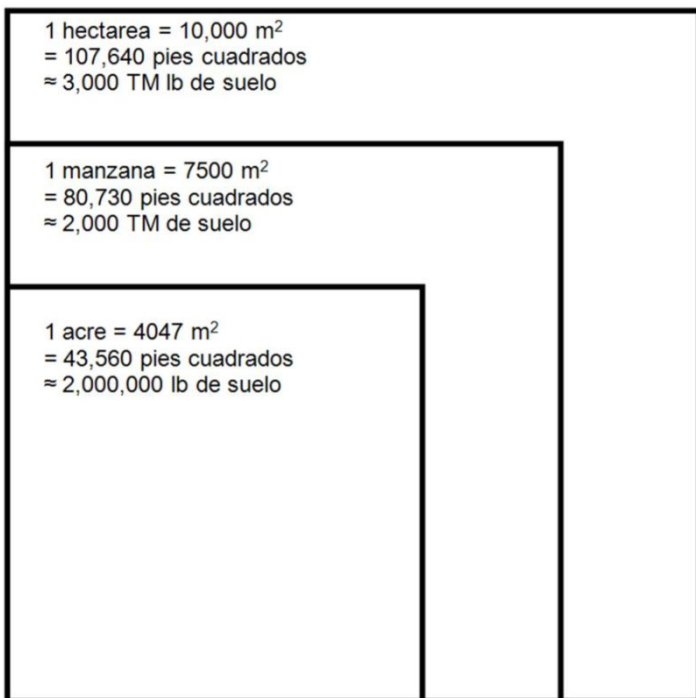 1 hectarea = 10,000 m²
= 107,640 pies cuadrados
≈ 3,000 TM lb de suelo
1 manzana = 7500 m²
= 80,730 pies cuadrados
≈ 2,000 TM de suelo
1 acre = 4047 m²
= 43,560 pies cuadrados
≈ 2,000,000 lb de suelo